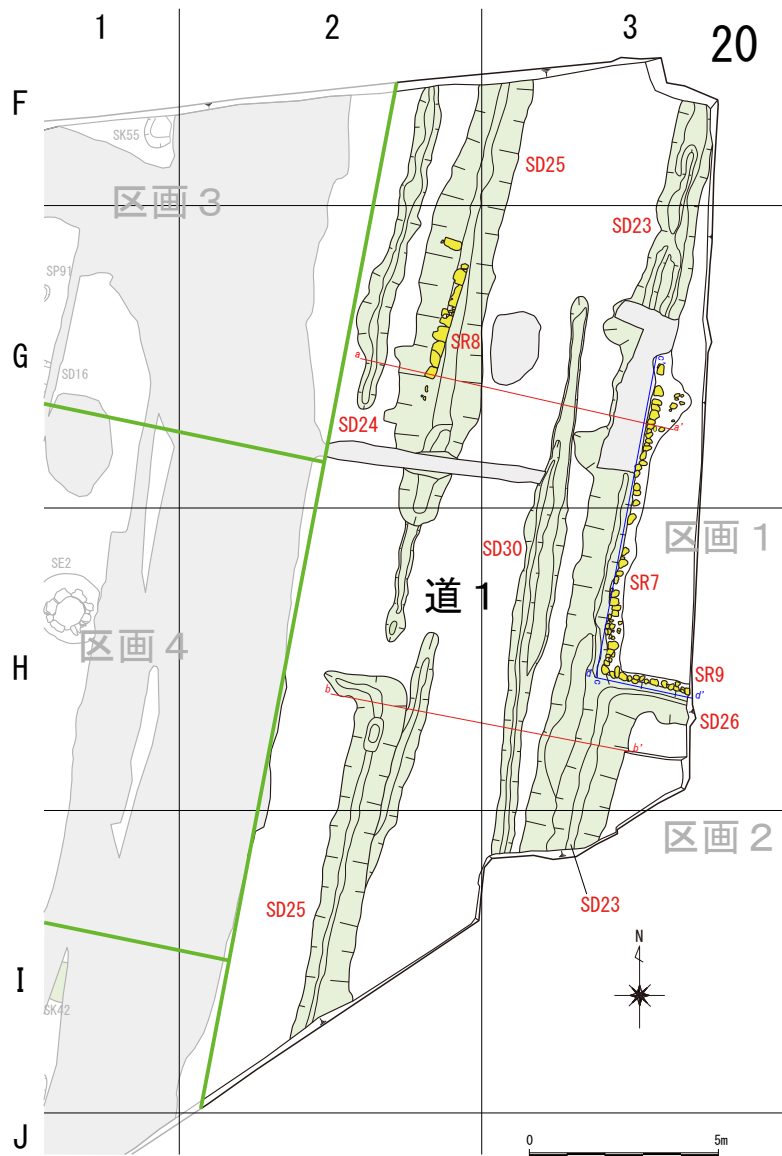 1
2
3
20
F
SK55
SD25
区画３
SD23
SP91
G
SR8
a
c'
SD16
a'
SD24
SE2
SD30
区画１
道１
SR7
区画４
H
SR9
d
c
d'
b
SD26
b'
区画２
SD25
SD23
N
I
SK42
J
0
5m